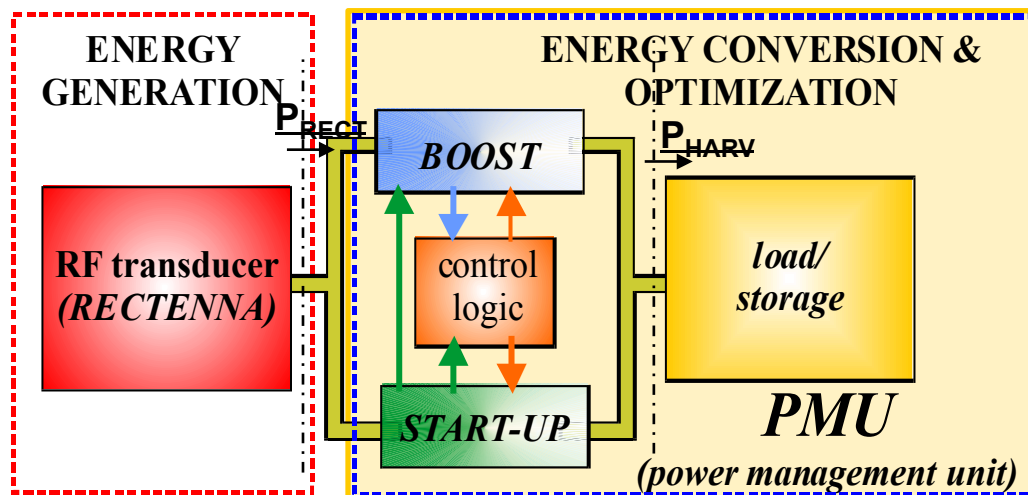 ENERGY
GENERATION
ENERGY CONVERSION &
OPTIMIZATION
PRECT
PHARV
BOOST
RF transducer
(RECTENNA)
control
logic
load/
storage
START-UP
PMU
(power management unit)